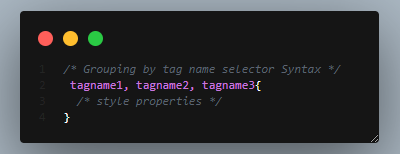 1 /* Grouping by tag name selector Syntax */
2 tagname1, tagname2, tagname3{
3 /* style properties */
4 }